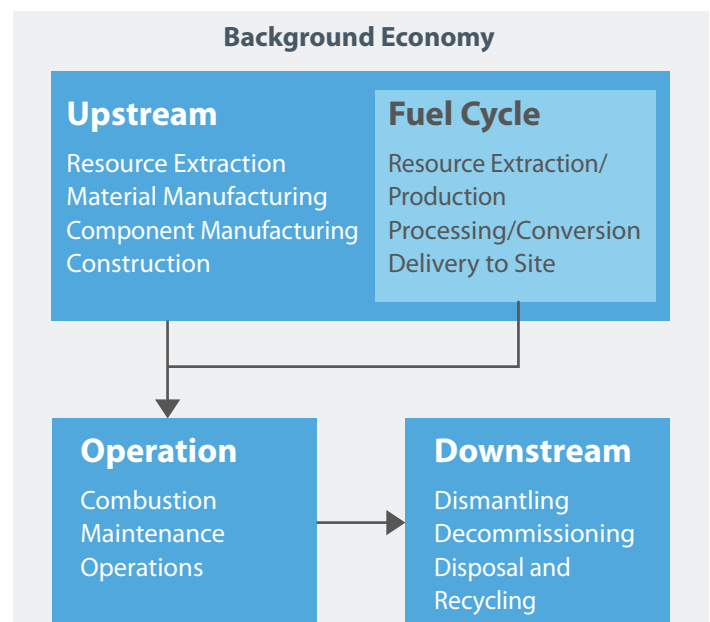 Background Economy
Upstream
Resource Extraction
Material Manufacturing
Component Manufacturing
Construction
Fuel Cycle
Resource Extraction/
Production
Processing/Conversion
Delivery to Site
Operation
Combustion
Maintenance
Operations
Downstream
Dismantling
Decommissioning
Disposal and
Recycling